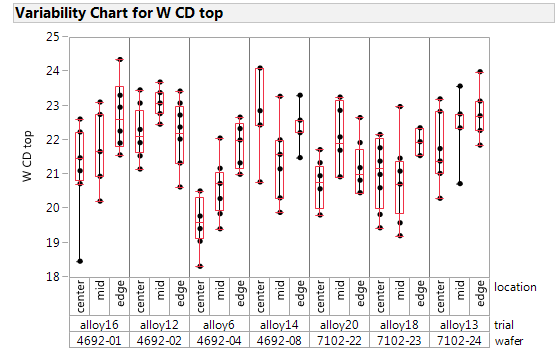 Variability Chart for W CD top
25
24
23
22
21
20
19
18
W CD top
center mid edge center mid edge center mid edge center mid edge center mid edge center mid edge center mid edge location
alloy16 alloy12 alloy6 alloy14 alloy20 alloy18 alloy13 trial
4692-01 4692-02 4692-04 4692-08 7102-22 7102-23 7102-24 wafer